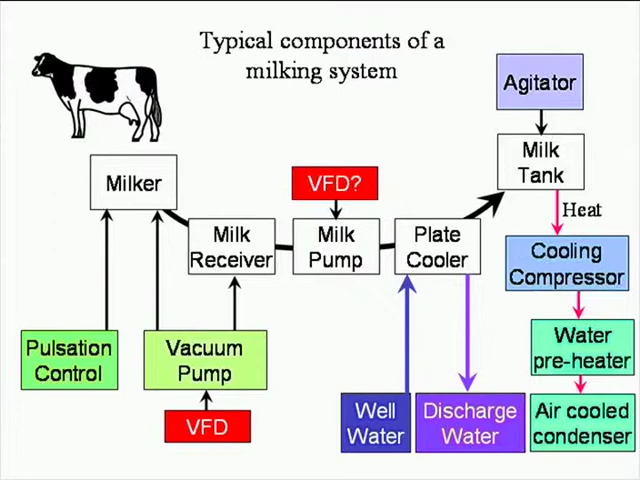 Typical components of a
milking system
Agitator
Milk
Tank
Milker
VFD?
Heat
Milk
Receiver
Milk
Pump
Plate
Cooler
Cooling
Compressor
Pulsation
Control
Vacuum
Pump
Water
pre-heater
VFD
Well
Water
Discharge
Water
Air cooled
condenser